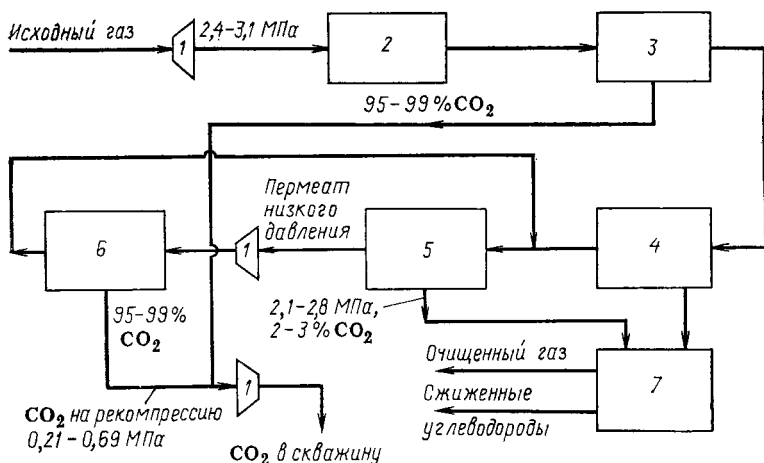 Исходный газ
1
2,4–3,1 МПа
2
3
95–99% CO₂
Пермеат
низкого
давления
6
1
5
4
95–99%
CO₂
2,1–2,8 МПа,
2–3% CO₂
Очищенный газ
7
1
Сжиженные
углеводороды
CO₂ на рекомпрессию
0,21–0,69 МПа
CO₂ в скважину